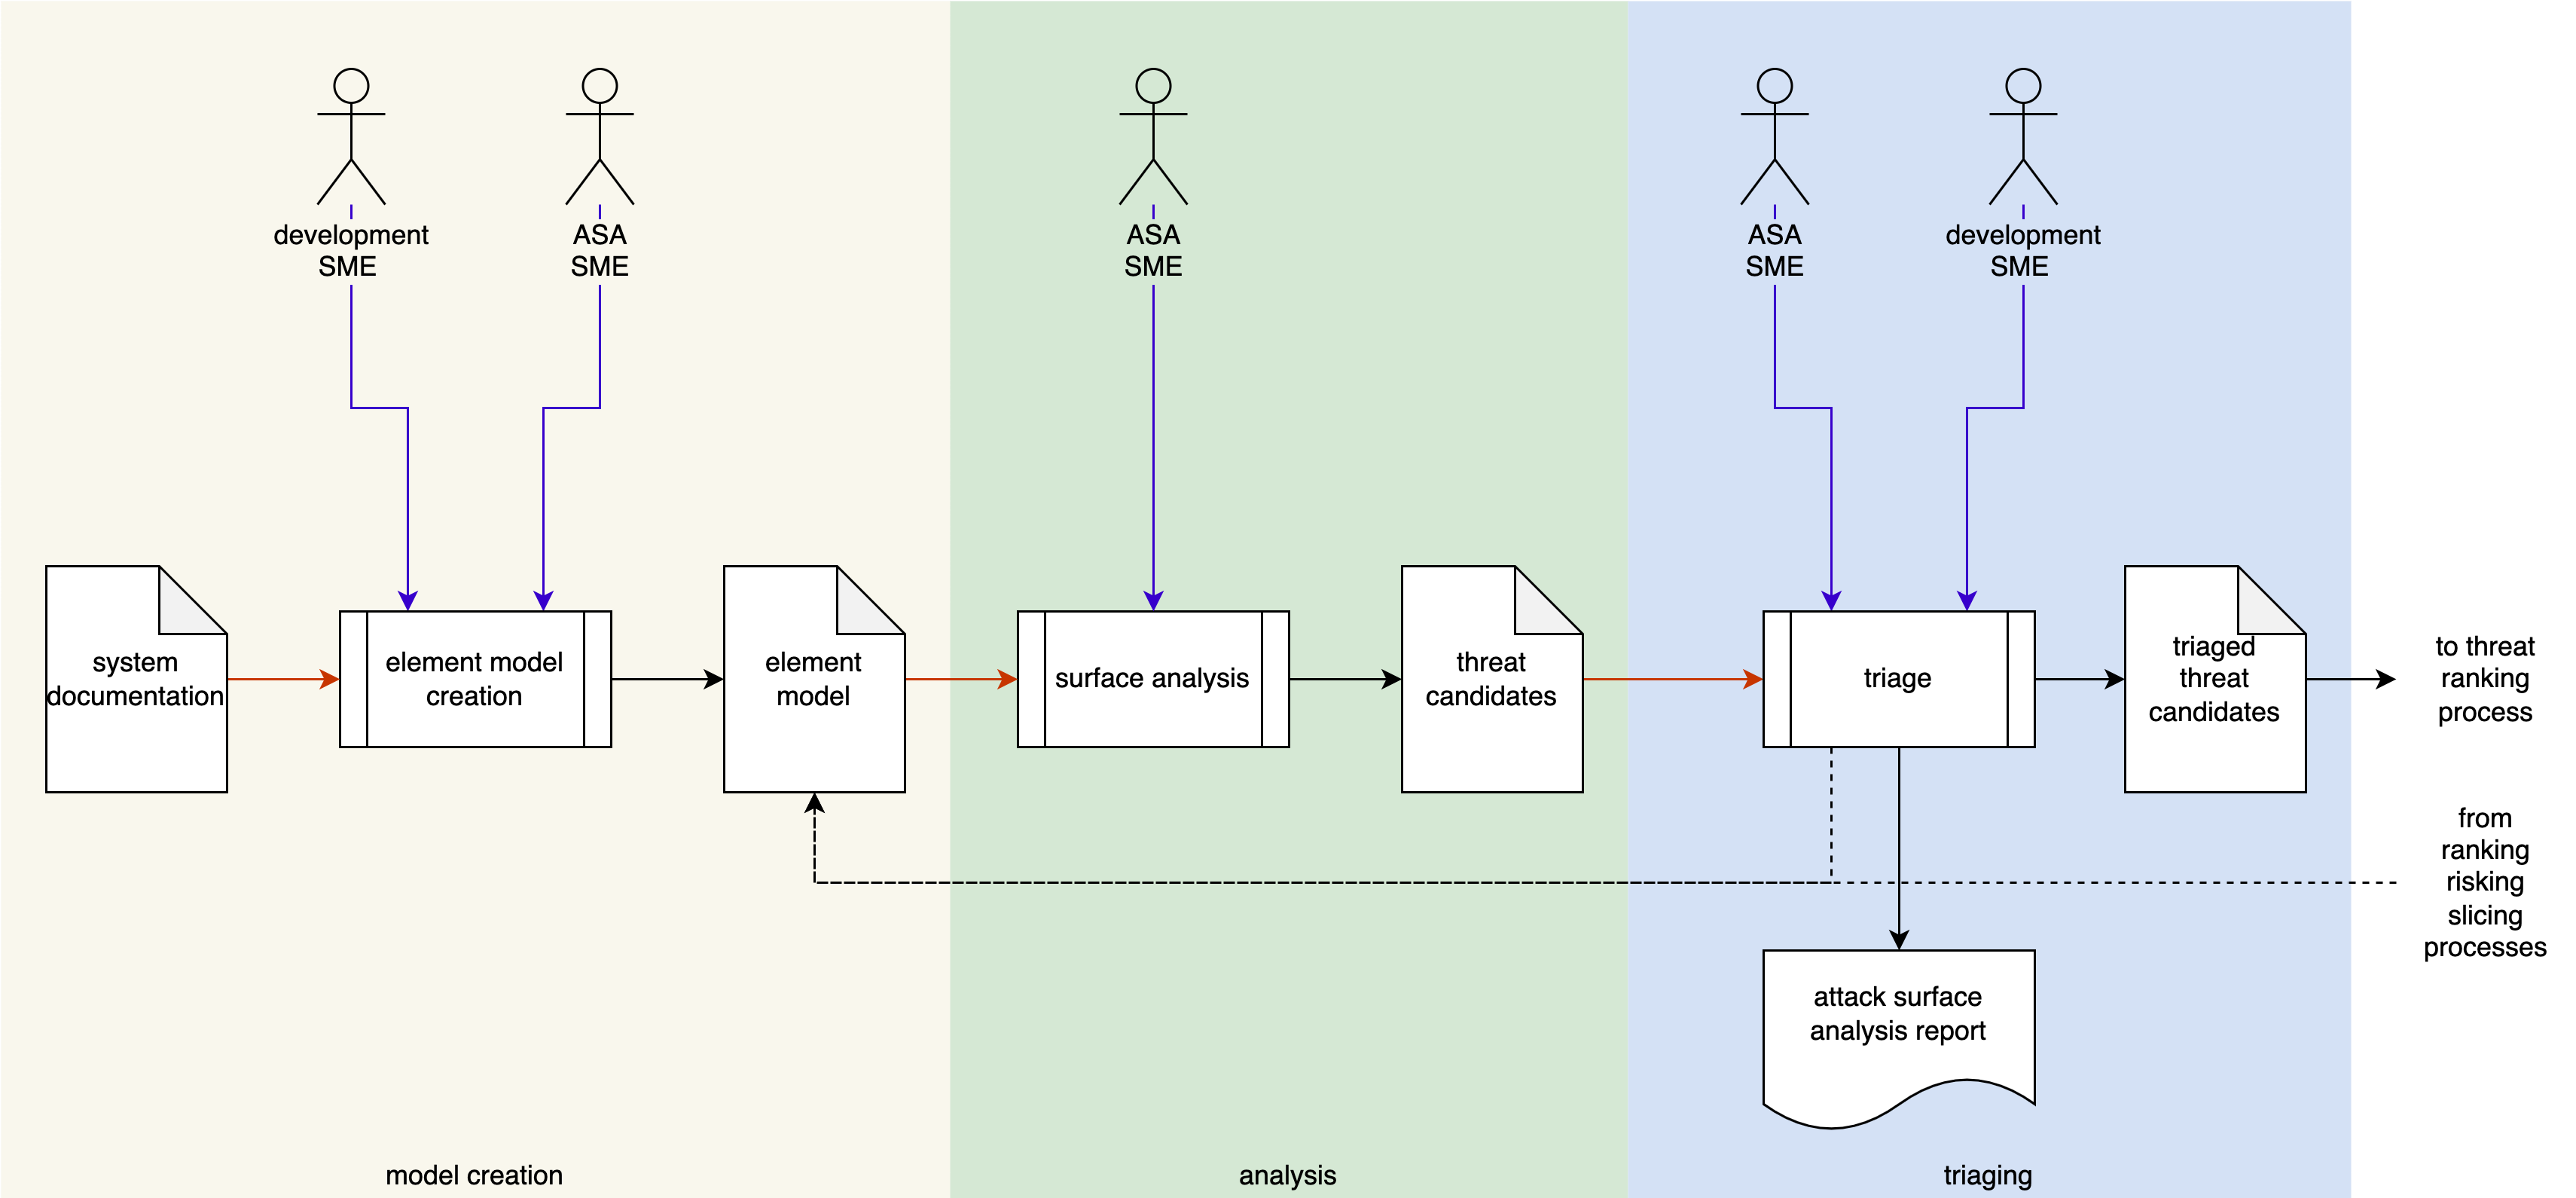 development
SME
ASA
SME
ASA
SME
ASA
SME
development
SME
system
documentation
element model
creation
element
model
surface analysis
threat
candidates
triage
triaged
threat
candidates
to threat
ranking
process
from
ranking
risking
slicing
processes
attack surface
analysis report
model creation
analysis
triaging